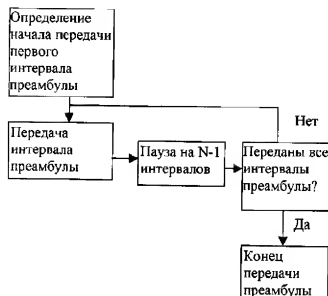 Определение
начала передачи
первого
интервала
преамбулы
Нет
Передача
интервала
преамбулы
Пауза на N-1
интервалов
Переданы все
интервалы
преамбулы?
Да
Конец
передачи
преамбулы